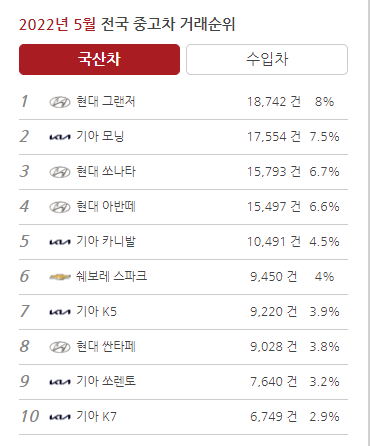 2022년 5월 전국 중고차 거래순위
국산차 수입차
1 현대 그랜저 18,742 건 8%
2 기아 모닝 17,554 건 7.5%
3 현대 쏘나타 15,793 건 6.7%
4 현대 아반떼 15,497 건 6.6%
5 기아 카니발 10,491 건 4.5%
6 쉐보레 스파크 9,450 건 4%
7 기아 K5 9,220 건 3.9%
8 현대 싼타페 9,028 건 3.8%
9 기아 쏘렌토 7,640 건 3.2%
10 기아 K7 6,749 건 2.9%